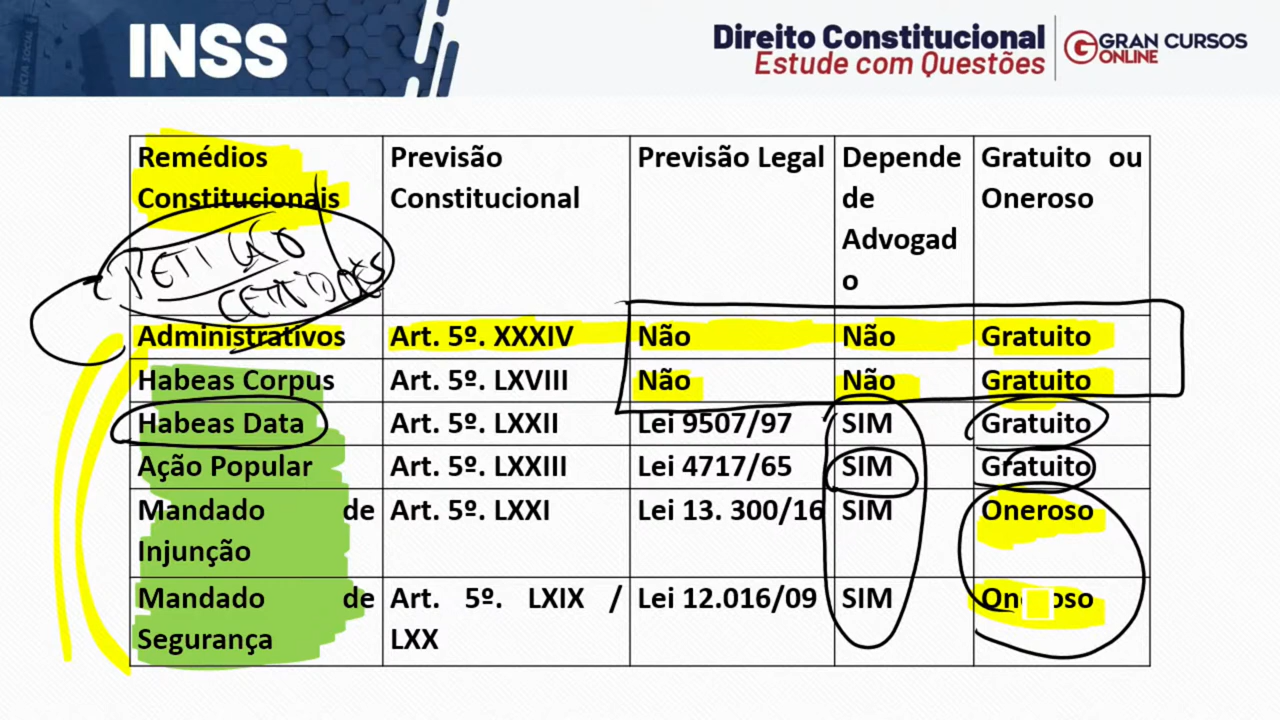 INSS
Direito Constitucional
Estude com Questões
GRAN CURSOS
ONLINE
Remédios Constitucionais
Previsão Constitucional
Previsão Legal
Depende de Advogado
Gratuito ou Oneroso
PETIÇÃO
CERTIDÕES
Administrativos Art. 5º. XXXIV Não Não Gratuito
Habeas Corpus Art. 5º. LXVIII Não Não Gratuito
Habeas Data Art. 5º. LXXII Lei 9507/97 SIM Gratuito
Ação Popular Art. 5º. LXXIII Lei 4717/65 SIM Gratuito
Mandado de Art. 5º. LXXI Lei 13. 300/16 SIM Oneroso
Injunção
Mandado de Art. 5º. LXIX / Lei 12.016/09 SIM Oneroso
Segurança LXX